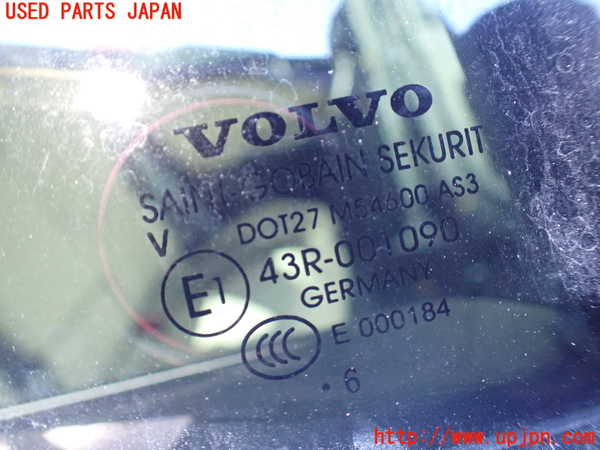 USED PARTS JAPAN
VOLVO
SAINT-GOBAIN SEKURIT
DOT27 M54600 AS3
V
E1
43R-001090
GERMANY
CCC
E 000184
.6
http://www.upjpn.com/